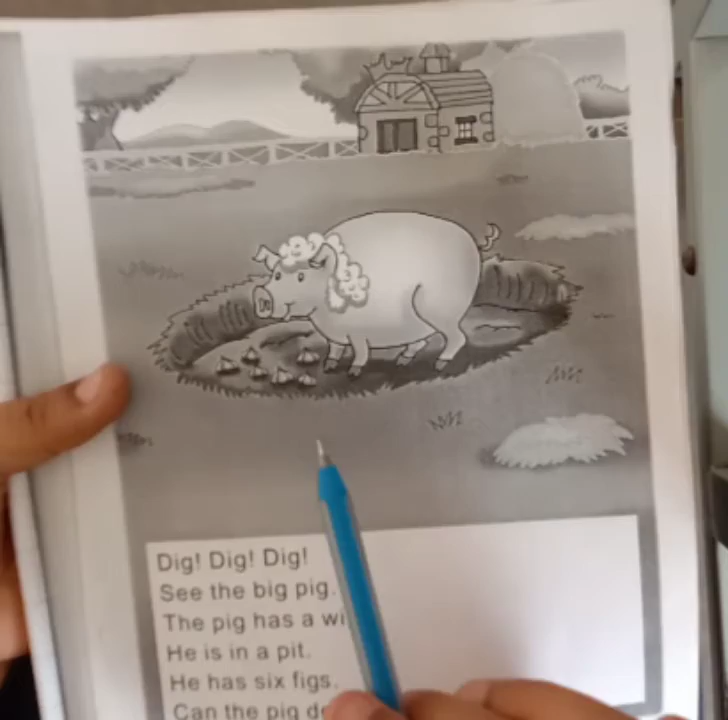 Dig! Dig! Dig!
See the big pig.
The pig has a
He is in a pit.
He has six figs.
Can the pig